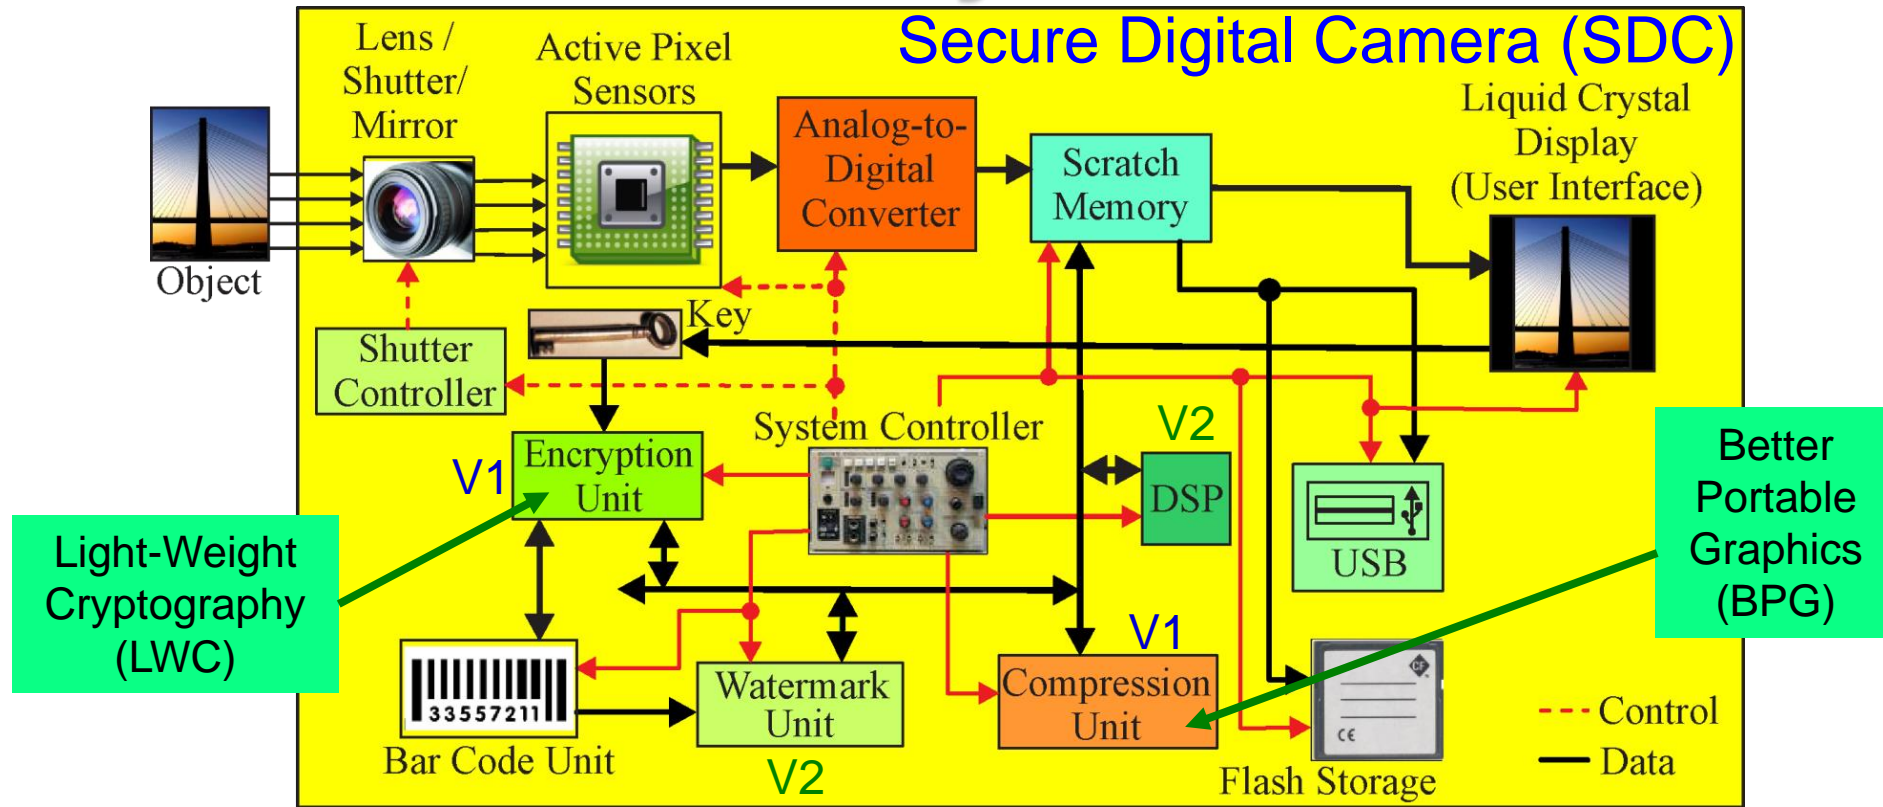 Secure Digital Camera (SDC)
Lens /
Shutter/
Mirror
Active Pixel
Sensors
Analog-to-
Digital
Converter
Scratch
Memory
Liquid Crystal
Display
(User Interface)
Object
Key
Shutter
Controller
System Controller
V2
Encryption
Unit
V1
DSP
USB
Better
Portable
Graphics
(BPG)
Light-Weight
Cryptography
(LWC)
33557211
Bar Code Unit
Watermark
Unit
V2
V1
Compression
Unit
CF
CE
Flash Storage
Control
Data